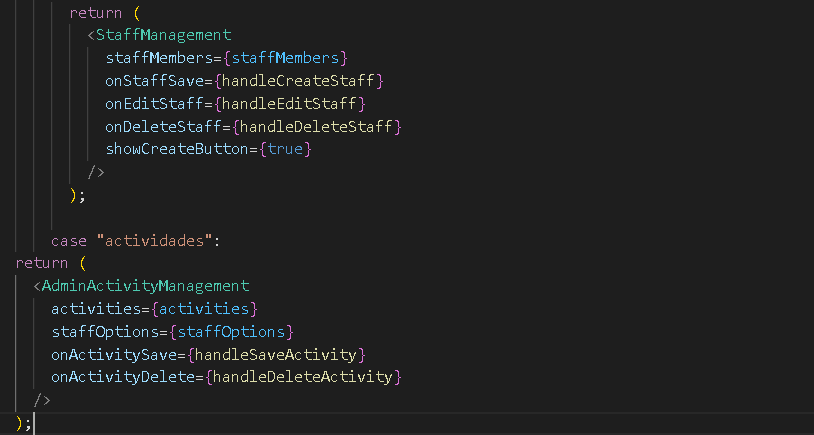 return (
<StaffManagement
staffMembers={staffMembers}
onStaffSave={handleCreateStaff}
onEditStaff={handleEditStaff}
onDeleteStaff={handleDeleteStaff}
showCreateButton={true}
/>
);
case "actividades":
return (
<AdminActivityManagement
activities={activities}
staffOptions={staffOptions}
onActivitySave={handleSaveActivity}
onActivityDelete={handleDeleteActivity}
/>
);